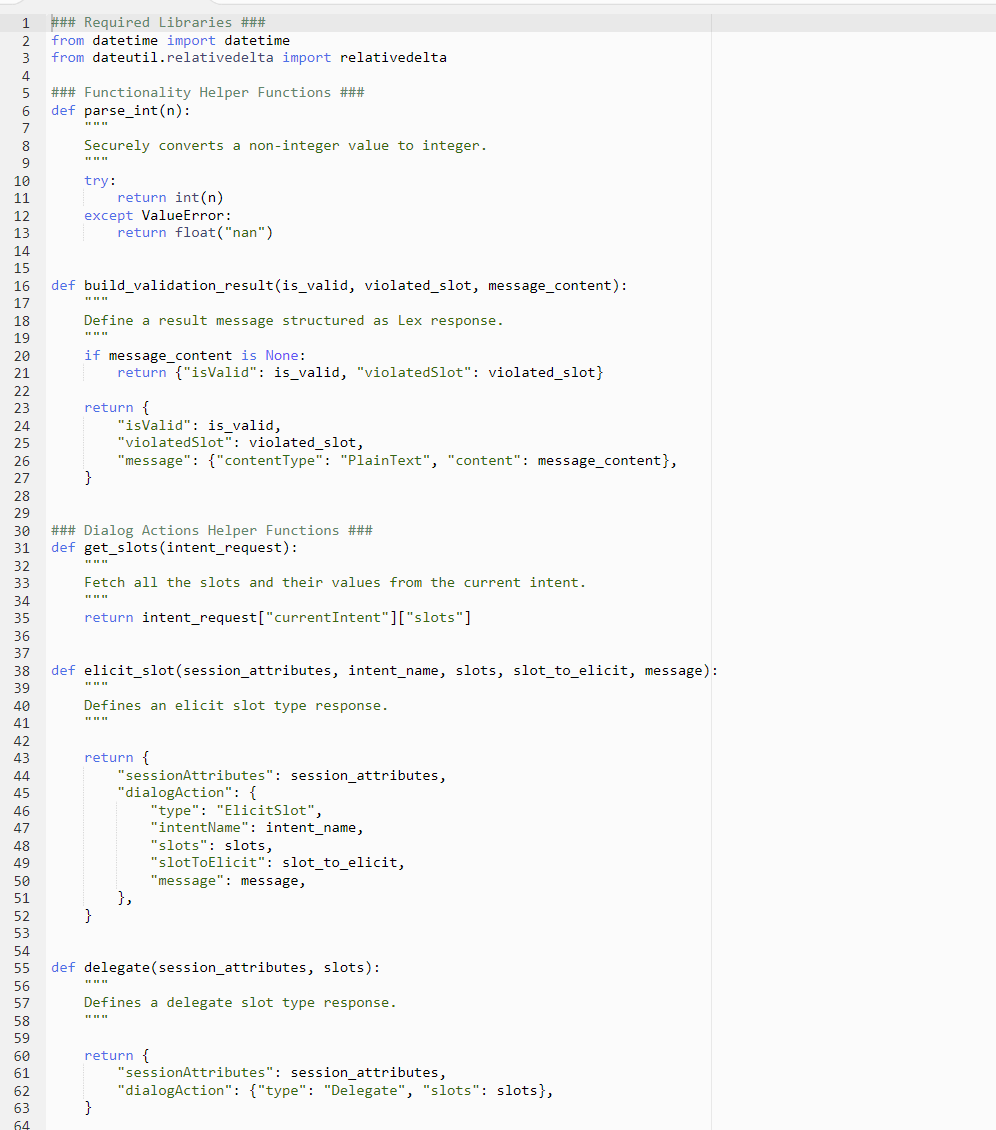 1 ### Required Libraries ###
2 from datetime import datetime
3 from dateutil.relativedelta import relativedelta
4
5 ### Functionality Helper Functions ###
6 def parse_int(n):
7     """
8     Securely converts a non-integer value to integer.
9     """
10     try:
11         return int(n)
12     except ValueError:
13         return float("nan")
14
15
16 def build_validation_result(is_valid, violated_slot, message_content):
17     """
18     Define a result message structured as Lex response.
19     """
20     if message_content is None:
21         return {"isValid": is_valid, "violatedSlot": violated_slot}
22
23     return {
24         "isValid": is_valid,
25         "violatedSlot": violated_slot,
26         "message": {"contentType": "PlainText", "content": message_content},
27     }
28
29
30 ### Dialog Actions Helper Functions ###
31 def get_slots(intent_request):
32     """
33     Fetch all the slots and their values from the current intent.
34     """
35     return intent_request["currentIntent"]["slots"]
36
37
38 def elicit_slot(session_attributes, intent_name, slots, slot_to_elicit, message):
39     """
40     Defines an elicit slot type response.
41     """
42
43     return {
44         "sessionAttributes": session_attributes,
45         "dialogAction": {
46             "type": "ElicitSlot",
47             "intentName": intent_name,
48             "slots": slots,
49             "slotToElicit": slot_to_elicit,
50             "message": message,
51         },
52     }
53
54
55 def delegate(session_attributes, slots):
56     """
57     Defines a delegate slot type response.
58     """
59
60     return {
61         "sessionAttributes": session_attributes,
62         "dialogAction": {"type": "Delegate", "slots": slots},
63     }
64